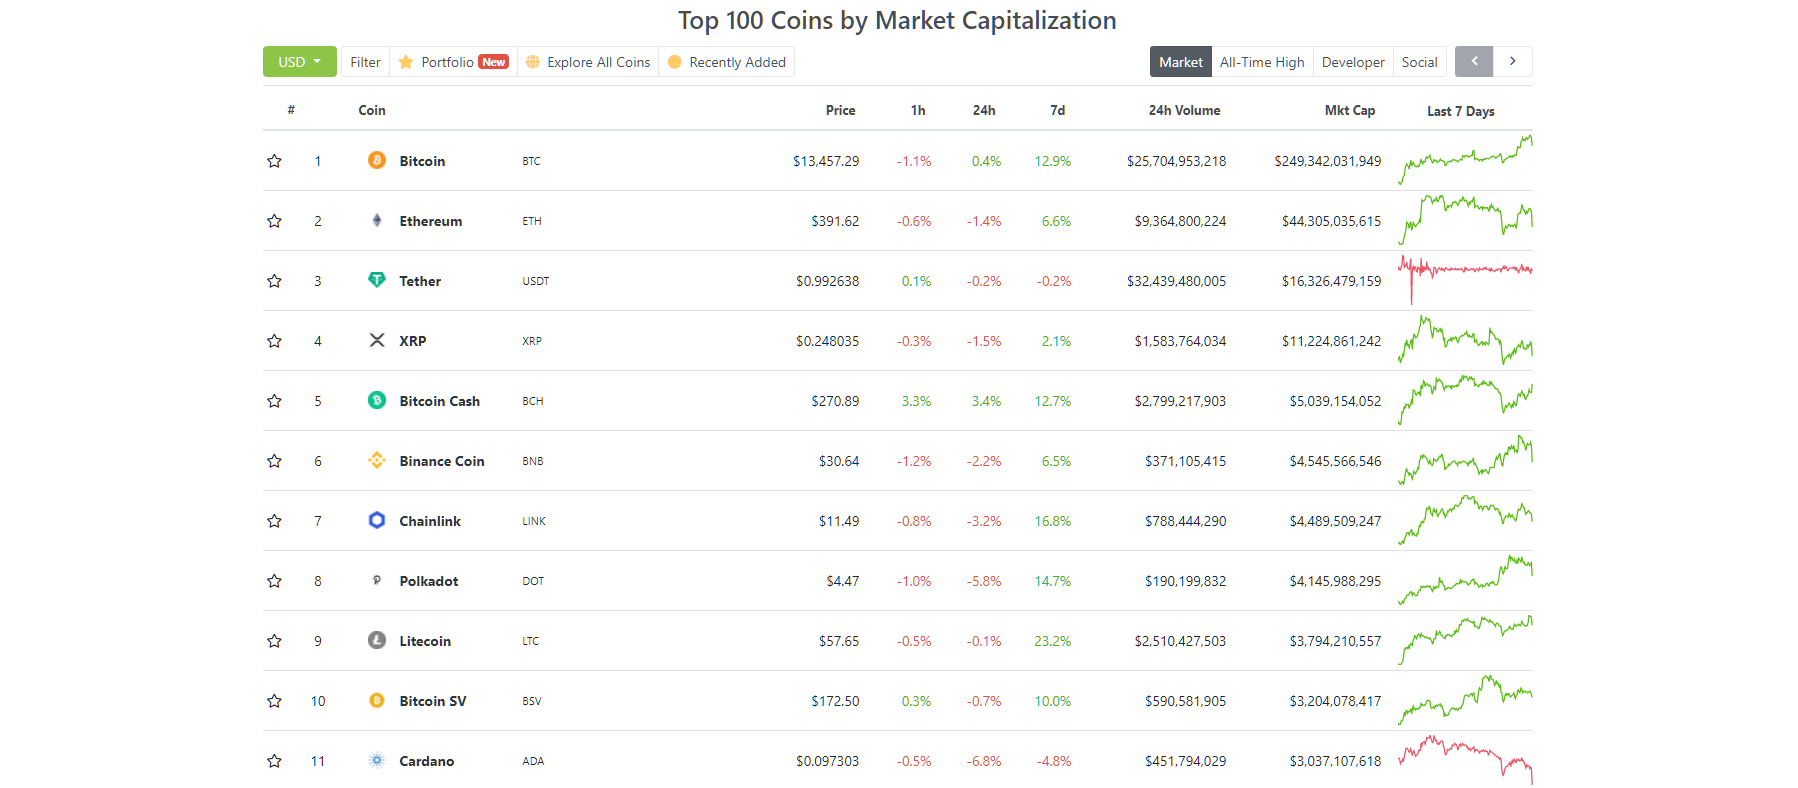 Top 100 Coins by Market Capitalization
USD Filter Portfolio New Explore All Coins Recently Added Market All-Time High Developer Social
# Coin Price 1h 24h 7d 24h Volume Mkt Cap Last 7 Days
1 Bitcoin BTC $13,457.29 -1.1% 0.4% 12.9% $25,704,953,218 $249,342,031,949
2 Ethereum ETH $391.62 -0.6% -1.4% 6.6% $9,364,800,224 $44,305,035,615
3 Tether USDT $0.992638 0.1% -0.2% -0.2% $32,439,480,005 $16,326,479,159
4 XRP XRP $0.248035 -0.3% -1.5% 2.1% $1,583,764,034 $11,224,861,242
5 Bitcoin Cash BCH $270.89 3.3% 3.4% 12.7% $2,799,217,903 $5,039,154,052
6 Binance Coin BNB $30.64 -1.2% -2.2% 6.5% $371,105,415 $4,545,566,546
7 Chainlink LINK $11.49 -0.8% -3.2% 16.8% $788,444,290 $4,489,509,247
8 Polkadot DOT $4.47 -1.0% -5.8% 14.7% $190,199,832 $4,145,988,295
9 Litecoin LTC $57.65 -0.5% -0.1% 23.2% $2,510,427,503 $3,794,210,557
10 Bitcoin SV BSV $172.50 0.3% -0.7% 10.0% $590,581,905 $3,204,078,417
11 Cardano ADA $0.097303 -0.5% -6.8% -4.8% $451,794,029 $3,037,107,618